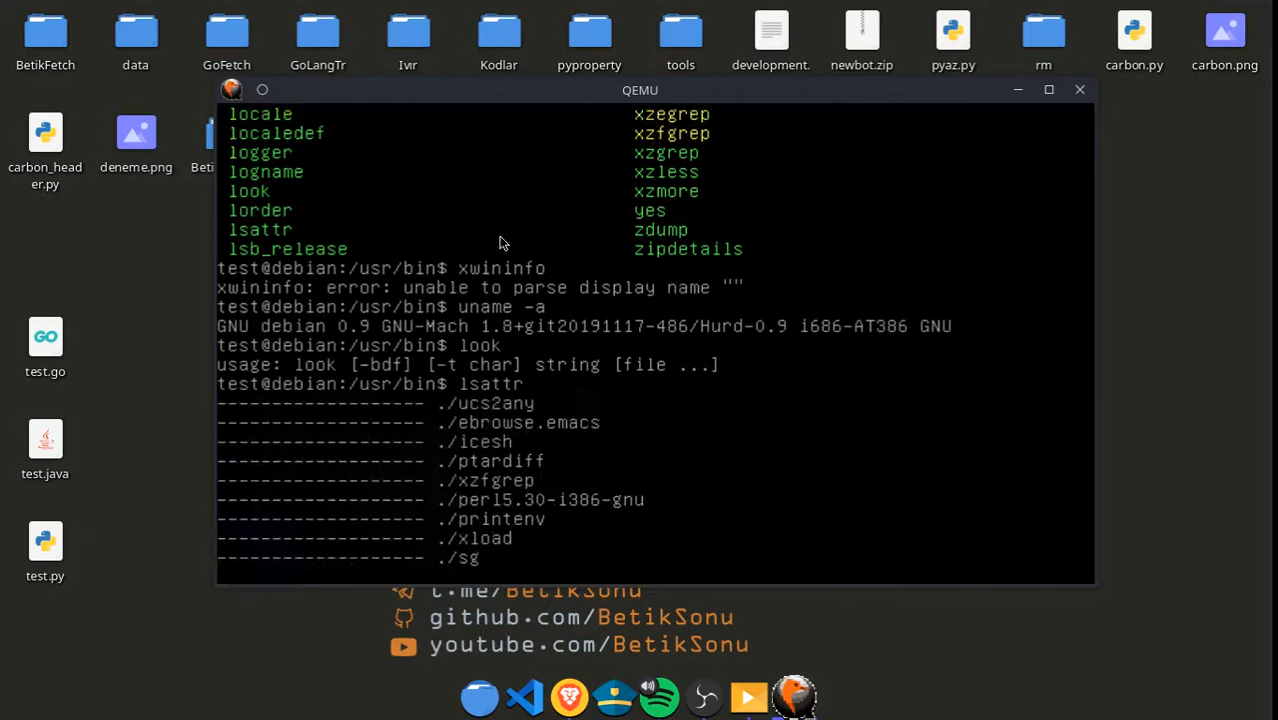 BetikFetch
data
GoFetch
GoLangTr
Ivır
Kodlar
pyproperty
tools
development.
newbot.zip
pyaz.py
rm
carbon.py
carbon.png
carbon_head
er.py
deneme.png
Beti
test.go
test.java
test.py
QEMU
locale xzegrep
localedef xzfgrep
logger xzgrep
logname xzless
look xzmore
lorder yes
lsattr zdump
lsb_release zipdetails
test@debian:/usr/bin$ xwininfo
xwininfo: error: unable to parse display name ""
test@debian:/usr/bin$ uname -a
GNU debian 0.9 GNU-Mach 1.8+git20191117-486/Hurd-0.9 i686-AT386 GNU
test@debian:/usr/bin$ look
usage: look [-bdf] [-t char] string [file ...]
test@debian:/usr/bin$ lsattr
------------------- ./ucs2any
------------------- ./ebrowse.emacs
------------------- ./icesh
------------------- ./ptardiff
------------------- ./xzfgrep
------------------- ./perl5.30-i386-gnu
------------------- ./printenv
------------------- ./xload
------------------- ./sg
t.me/BetikSonu
github.com/BetikSonu
youtube.com/BetikSonu